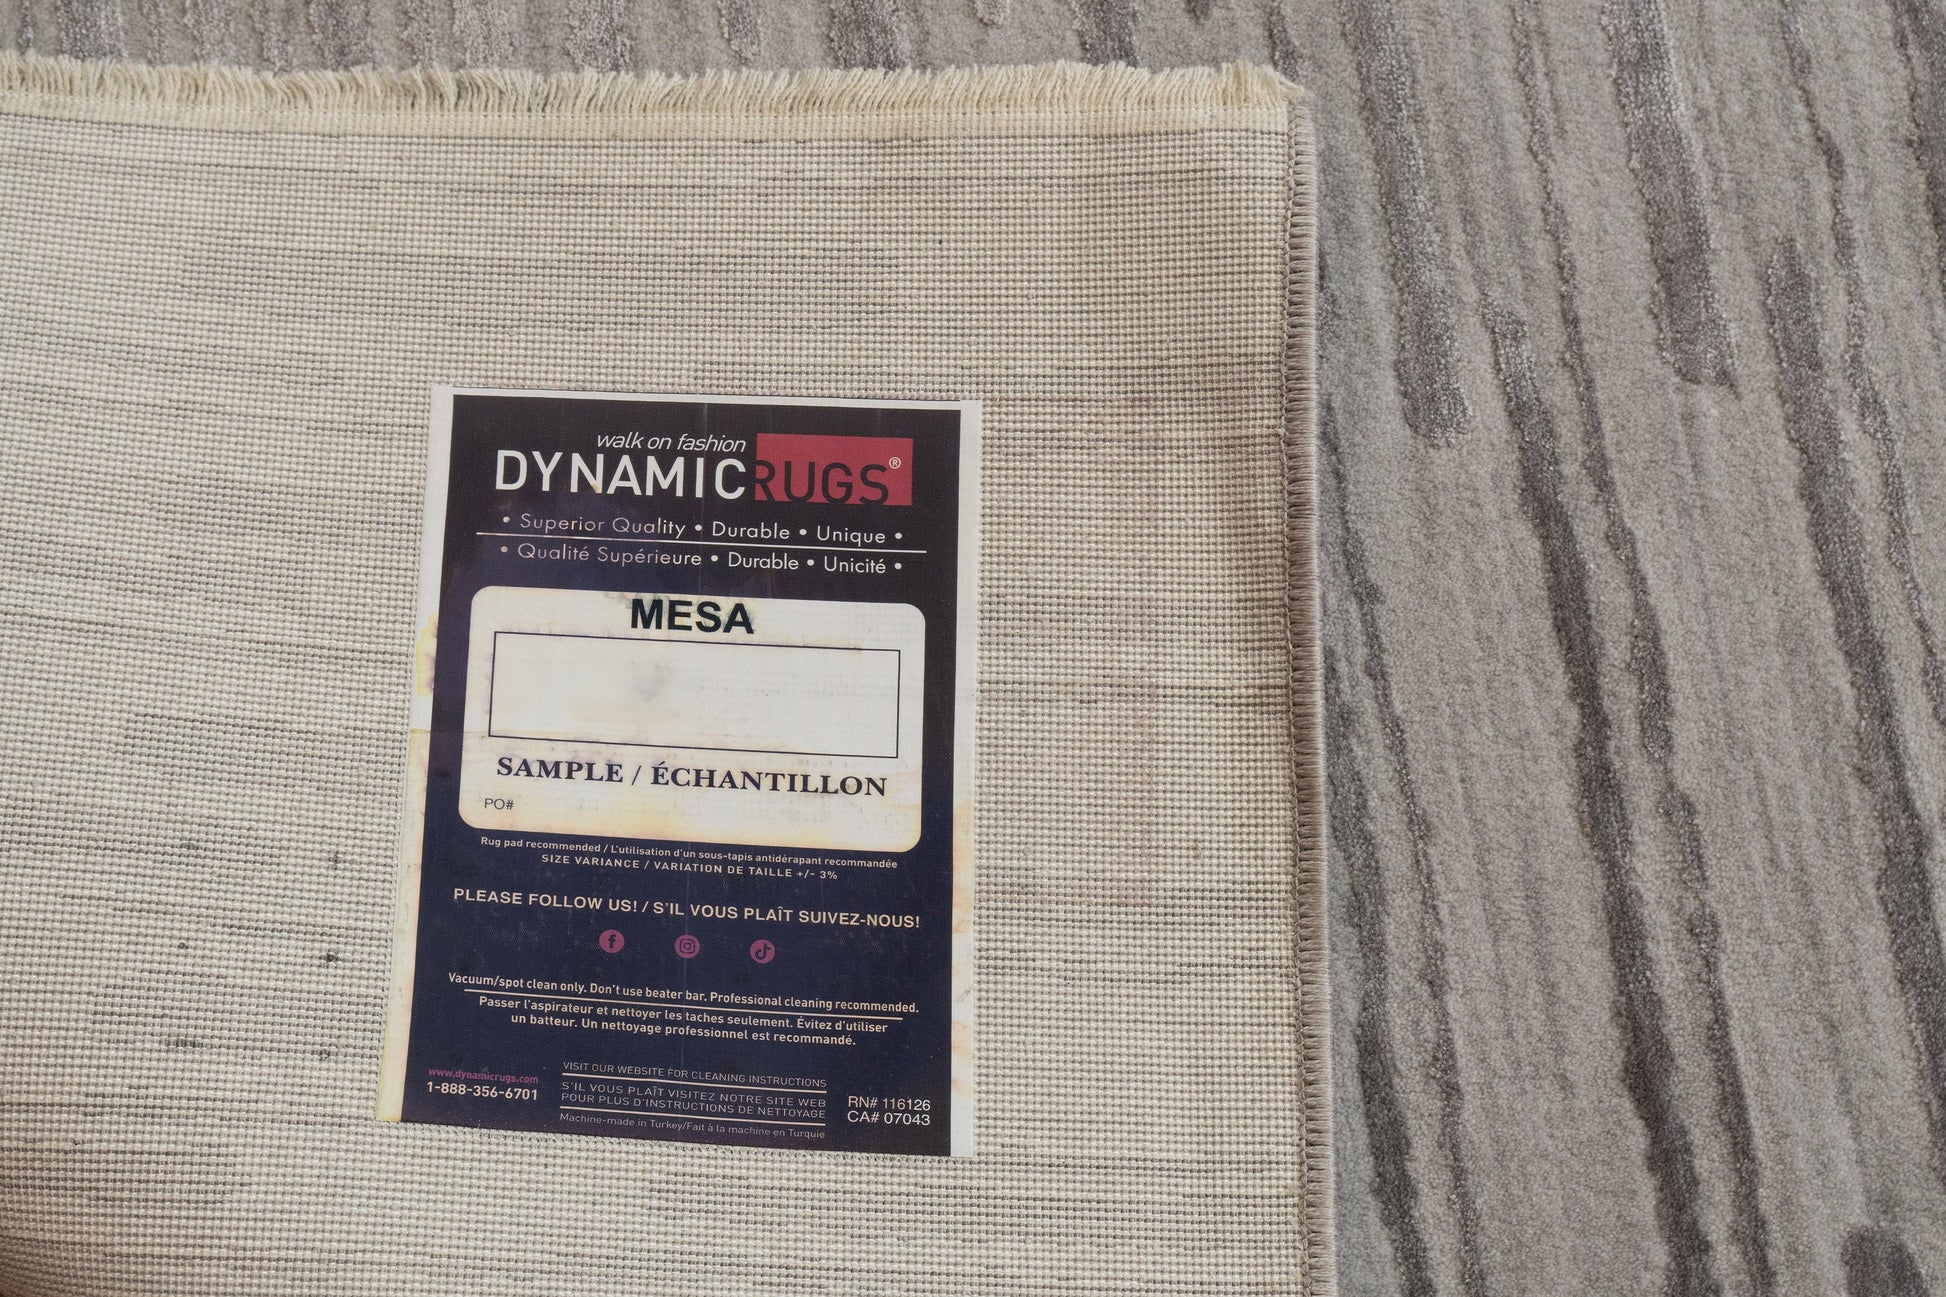 walk on fashion
DYNAMICRUGS®
• Superior Quality • Durable • Unique •
• Qualité Supérieure • Durable • Unicité •
MESA
SAMPLE / ÉCHANTILLON
PO#
Rug pad recommended / L'utilisation d'un sous-tapis antidérapant recommandée
SIZE VARIANCE / VARIATION DE TAILLE +/- 3%
PLEASE FOLLOW US! / S'IL VOUS PLAÎT SUIVEZ-NOUS!
Vacuum/spot clean only. Don't use beater bar. Professional cleaning recommended.
Passer l'aspirateur et nettoyer les taches seulement. Évitez d'utiliser
un batteur. Un nettoyage professionnel est recommandé.
www.dynamicrugs.com
1-888-356-6701
VISIT OUR WEBSITE FOR CLEANING INSTRUCTIONS
S'IL VOUS PLAÎT VISITEZ NOTRE SITE WEB
POUR PLUS D'INSTRUCTIONS DE NETTOYAGE
Machine-made in Turkey/Fait à la machine en Turquie
RN# 116126
CA# 07043